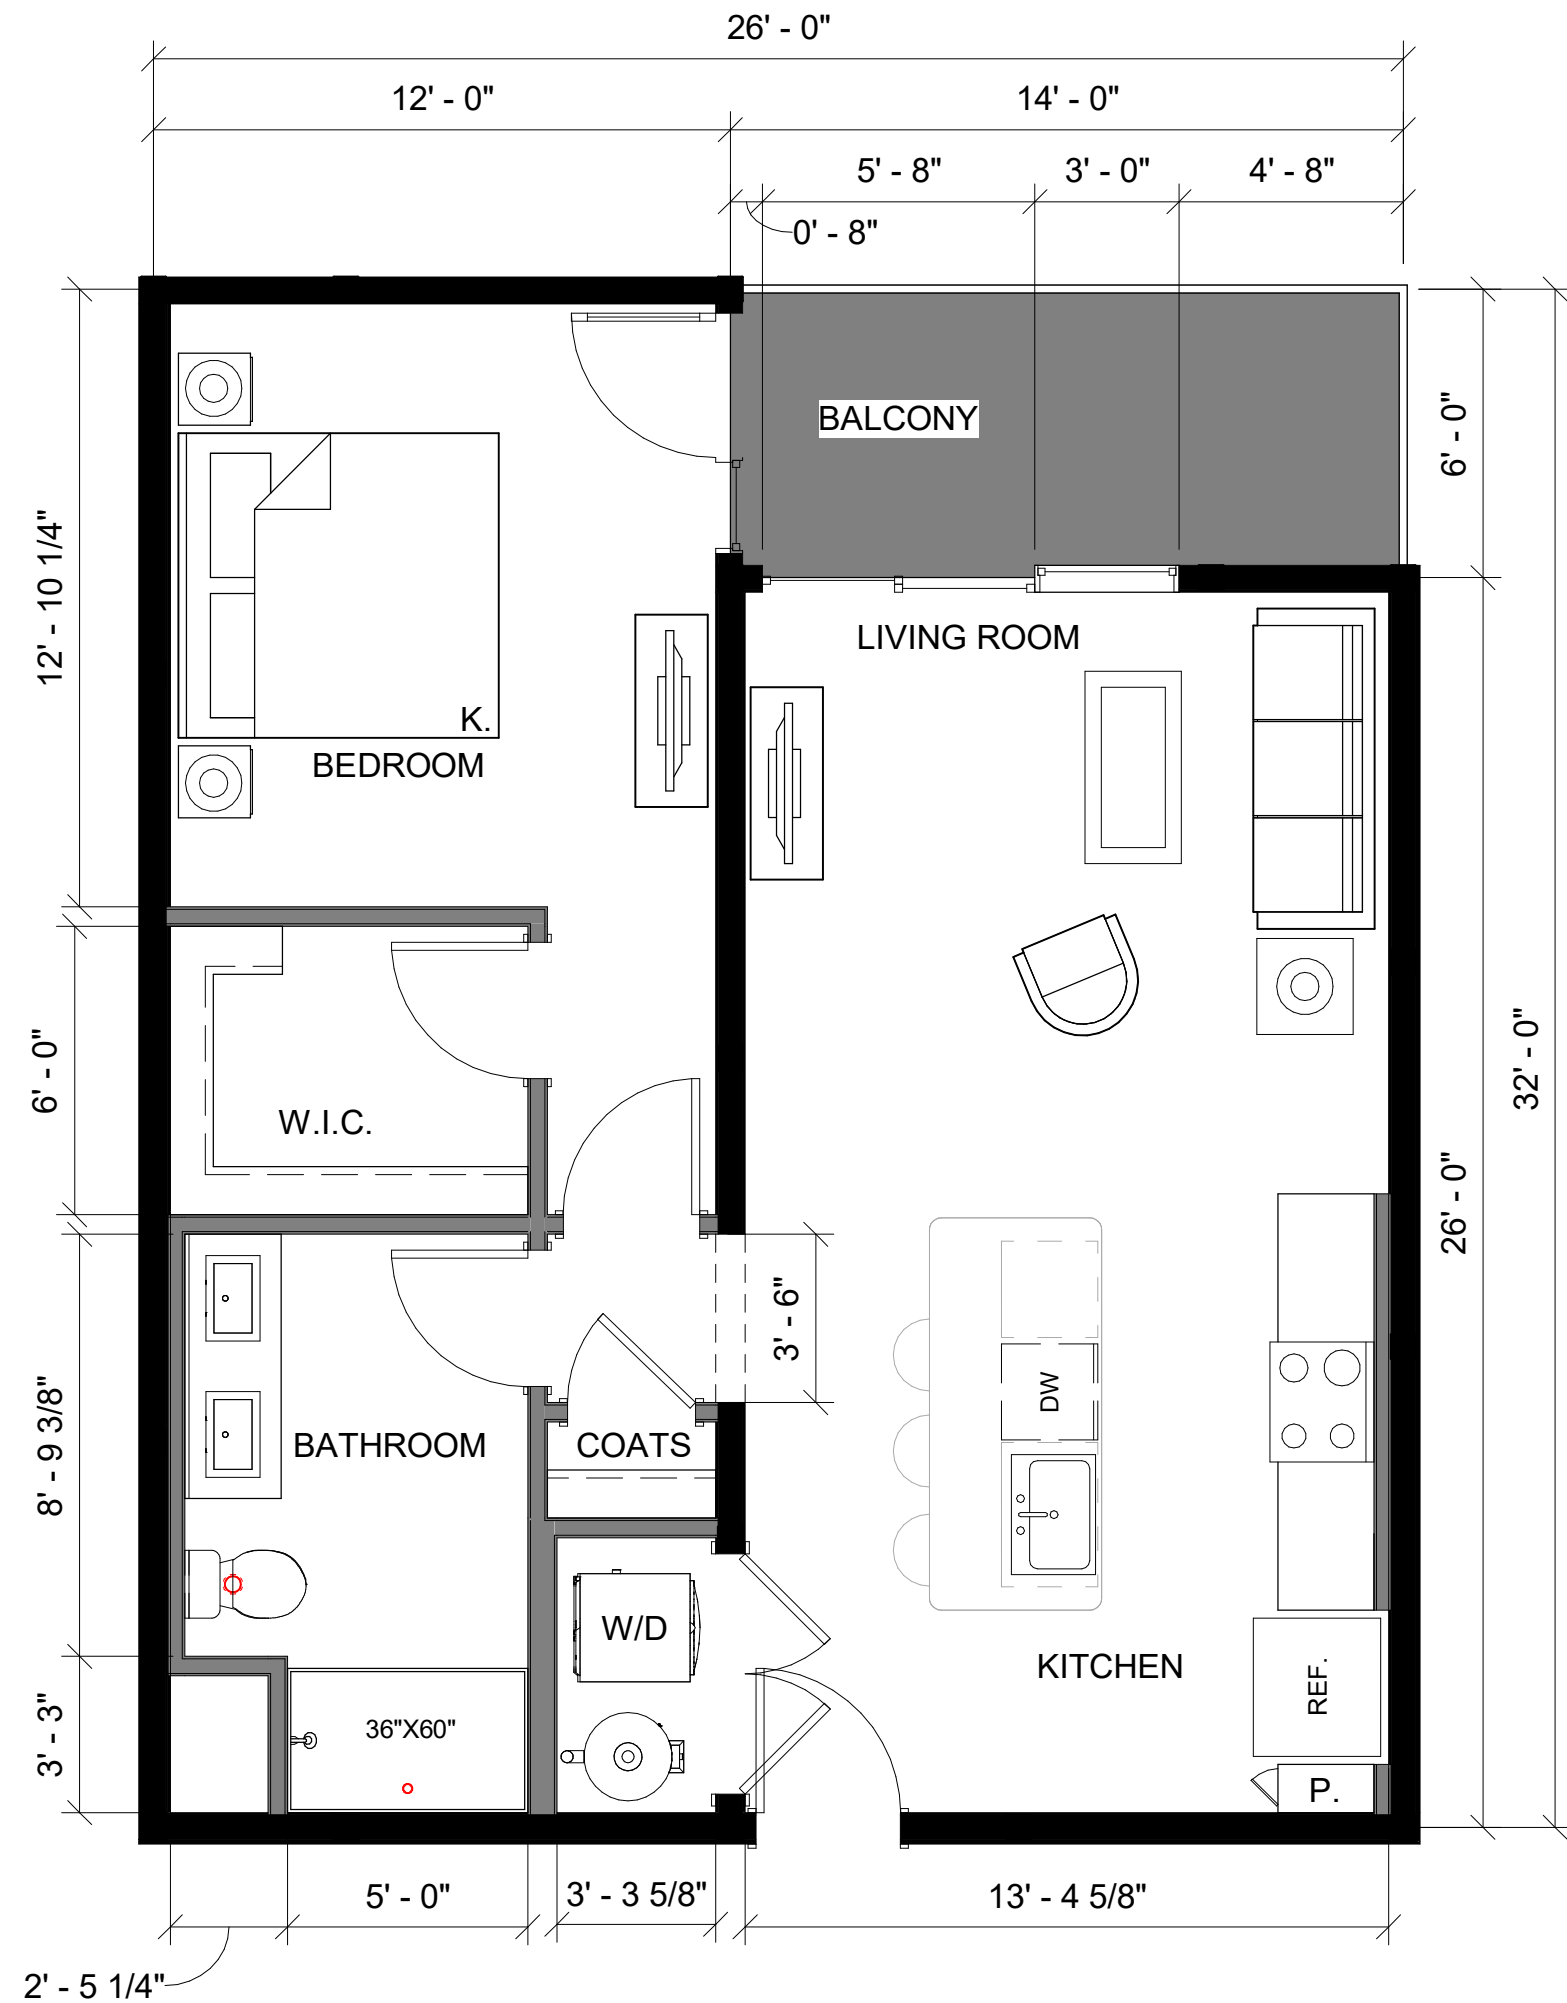 26' - 0"
12' - 0"
14' - 0"
5' - 8"
3' - 0"
4' - 8"
0' - 8"
BALCONY
6' - 0"
12' - 10 1/4"
LIVING ROOM
K.
BEDROOM
6' - 0"
W.I.C.
32' - 0"
26' - 0"
3' - 6"
DW
8' - 9 3/8"
BATHROOM
COATS
W/D
KITCHEN
REF.
3' - 3"
36"X60"
P.
5' - 0"
3' - 3 5/8"
13' - 4 5/8"
2' - 5 1/4"